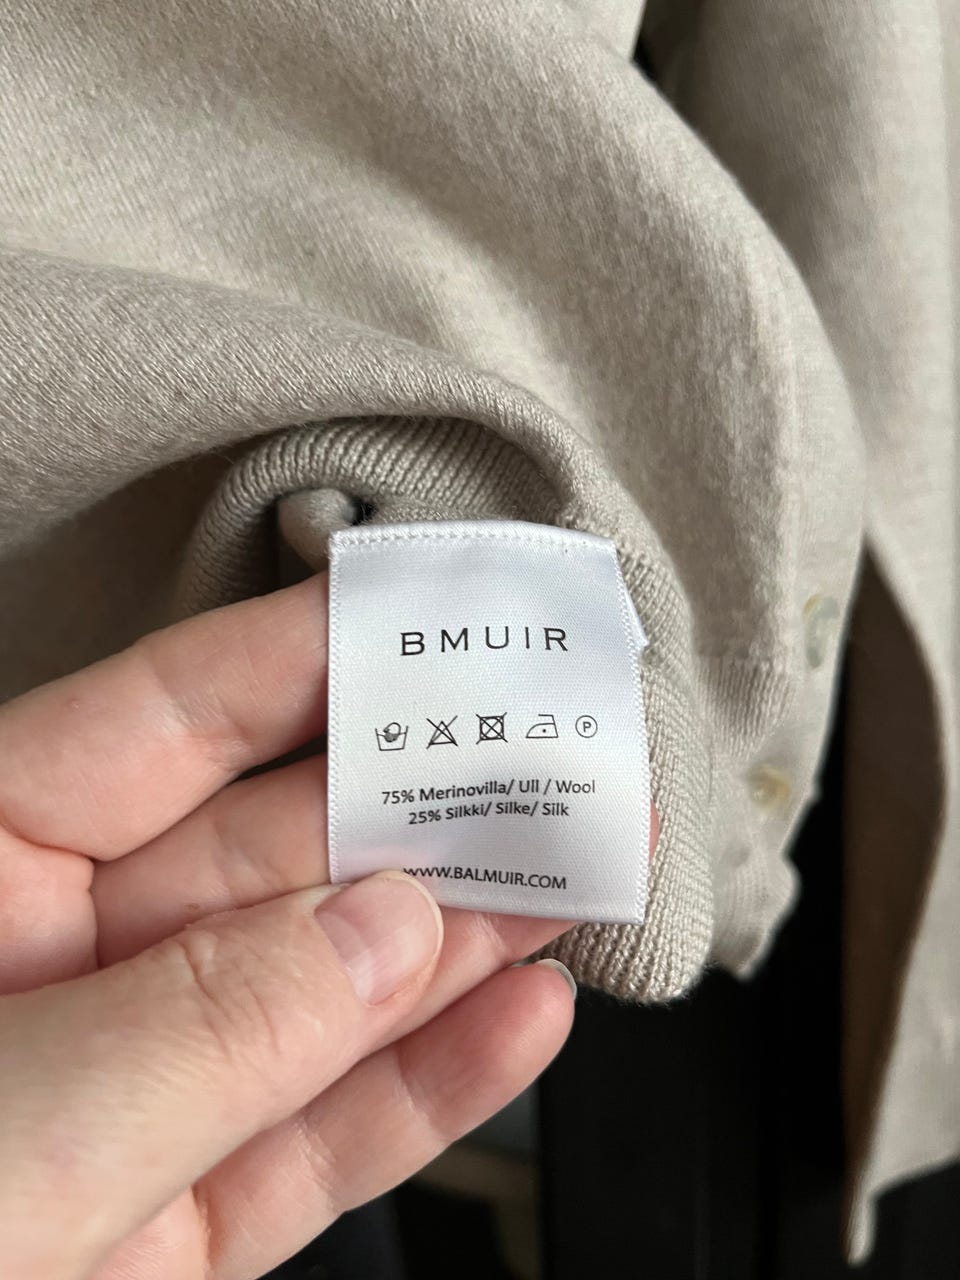 BMUIR
P
75% Merinovilla/ Ull / Wool
25% Silkki/ Silke/ Silk
WWW.BALMUIR.COM